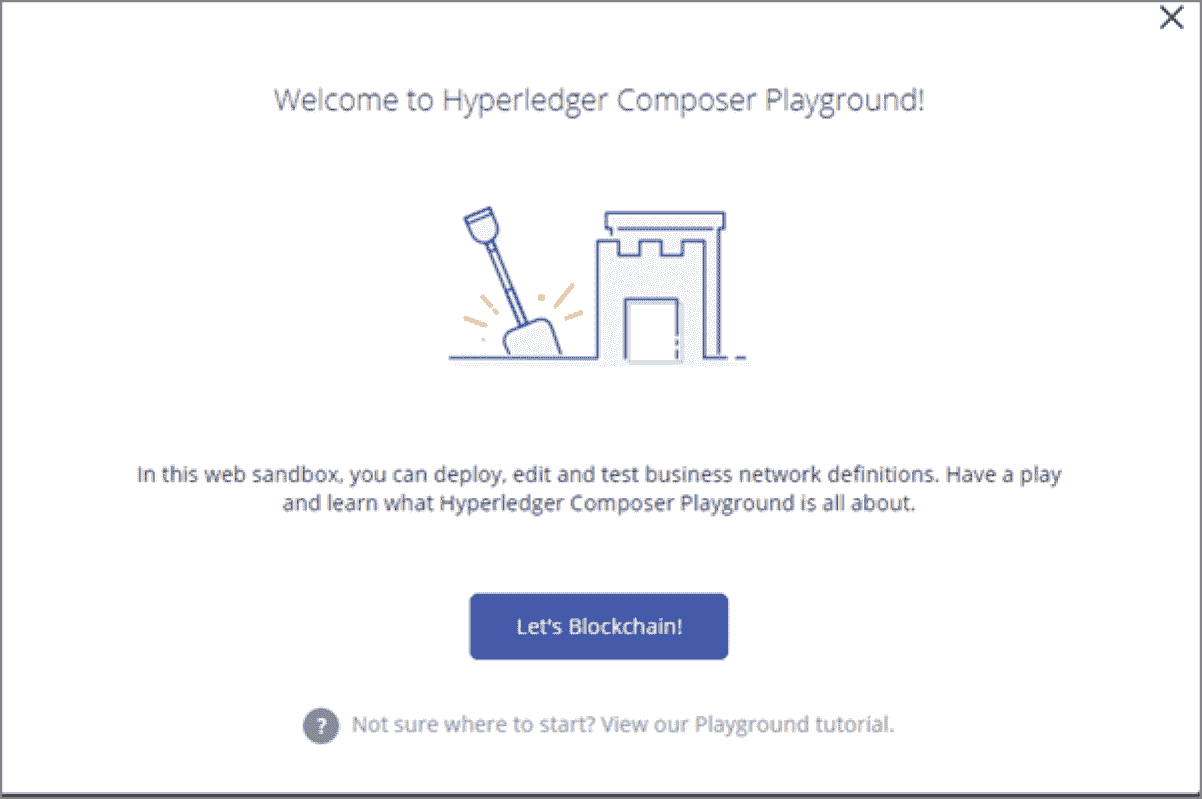 Welcome to Hyperledger Composer Playground!
In this web sandbox, you can deploy, edit and test business network definitions. Have a play
and learn what Hyperledger Composer Playground is all about.
Let's Blockchain!
? Not sure where to start? View our Playground tutorial.